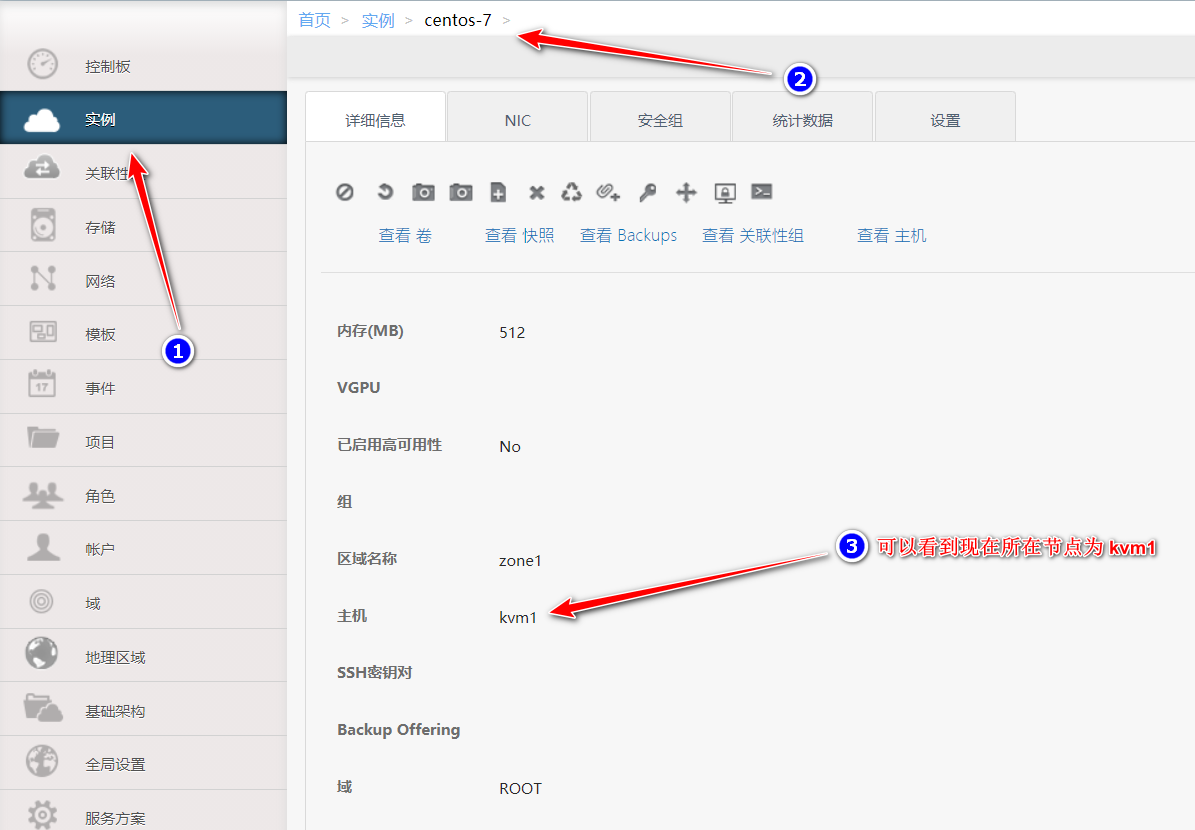 首页 > 实例 > centos-7 >
控制板
实例
关联性
存储
网络
模板
17
事件
项目
角色
帐户
域
地理区域
基础架构
全局设置
服务方案
1
2
详细信息 NIC 安全组 统计数据 设置
查看 卷 查看 快照 查看 Backups 查看 关联性组 查看 主机
内存(MB) 512
VGPU
已启用高可用性 No
组
3 可以看到现在所在节点为 kvm1
区域名称 zone1
主机 kvm1
SSH密钥对
Backup Offering
域 ROOT